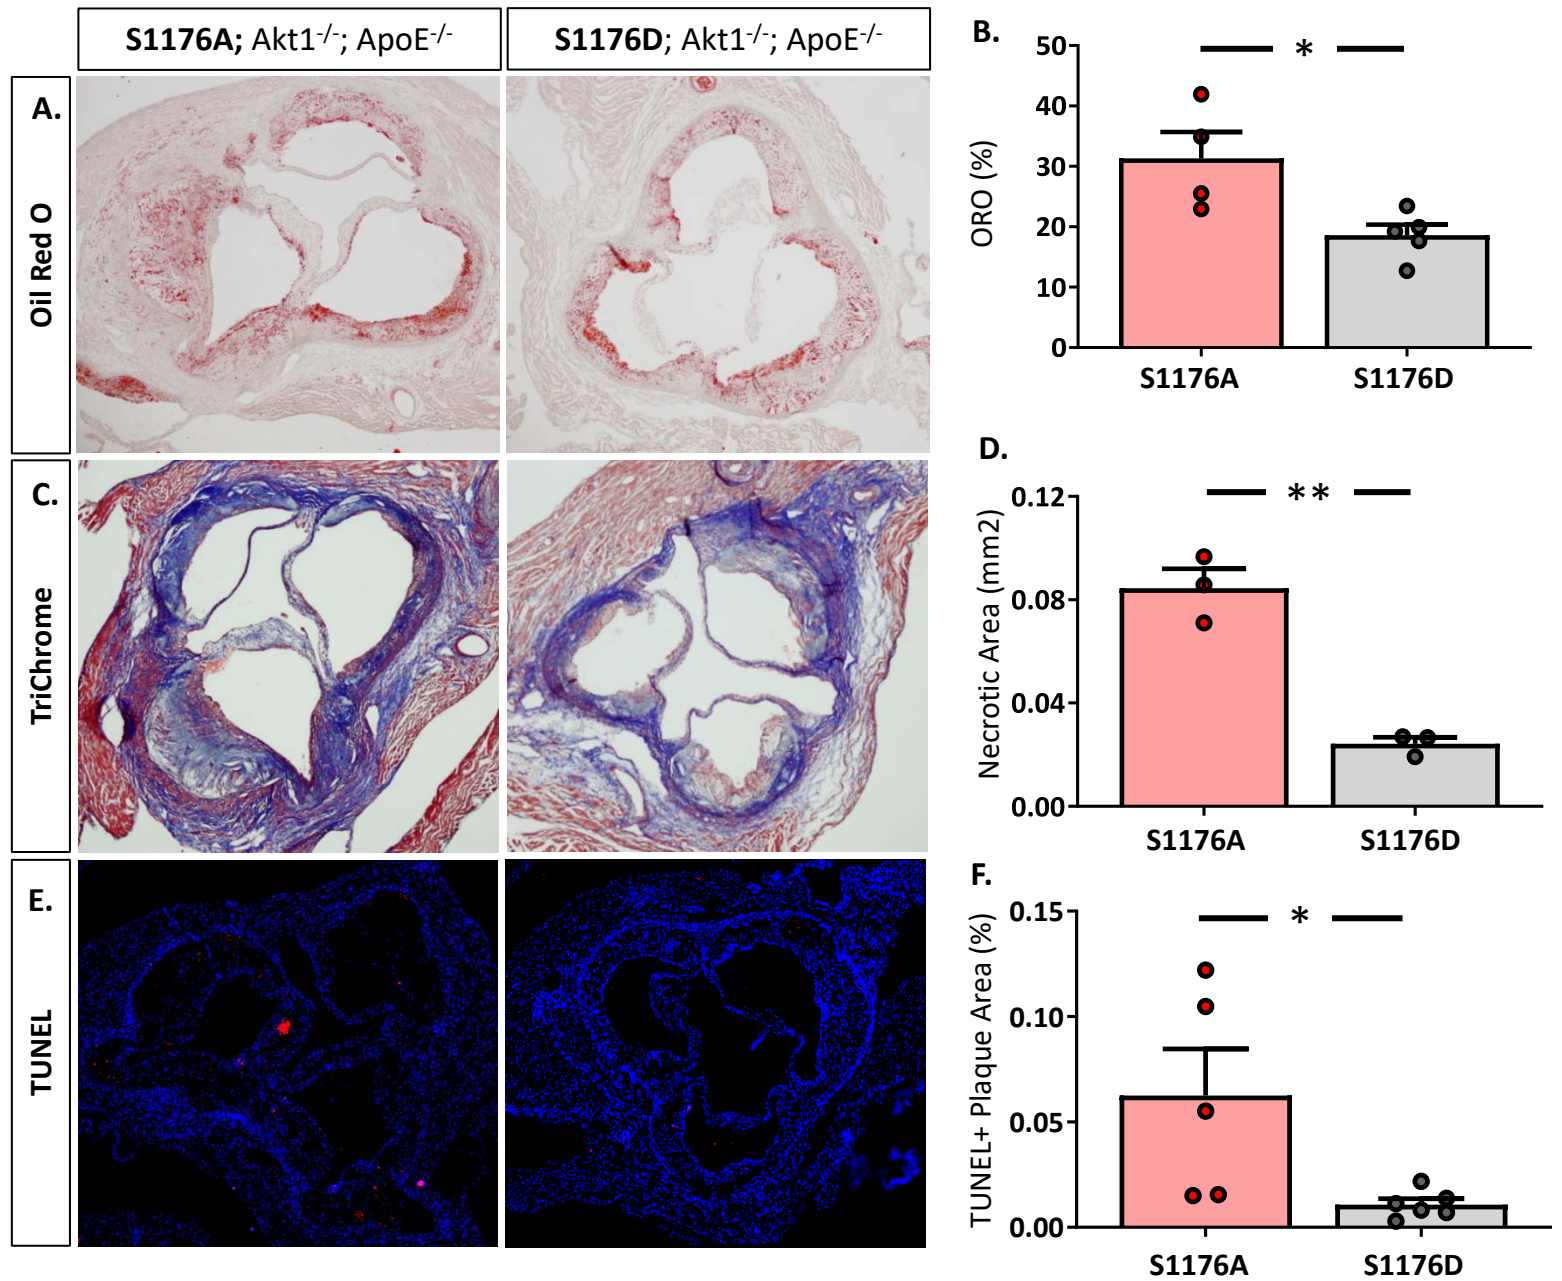 S1176A; Akt1-/-; ApoE-/-
S1176D; Akt1-/-; ApoE-/-
A.
Oil Red O
B.
ORO (%)
50
40
30
20
10
0
*
S1176A
S1176D
C.
TriChrome
D.
Necrotic Area (mm2)
0.12
0.08
0.04
0.00
**
S1176A
S1176D
E.
TUNEL
F.
TUNEL+ Plaque Area (%)
0.15
0.10
0.05
0.00
*
S1176A
S1176D